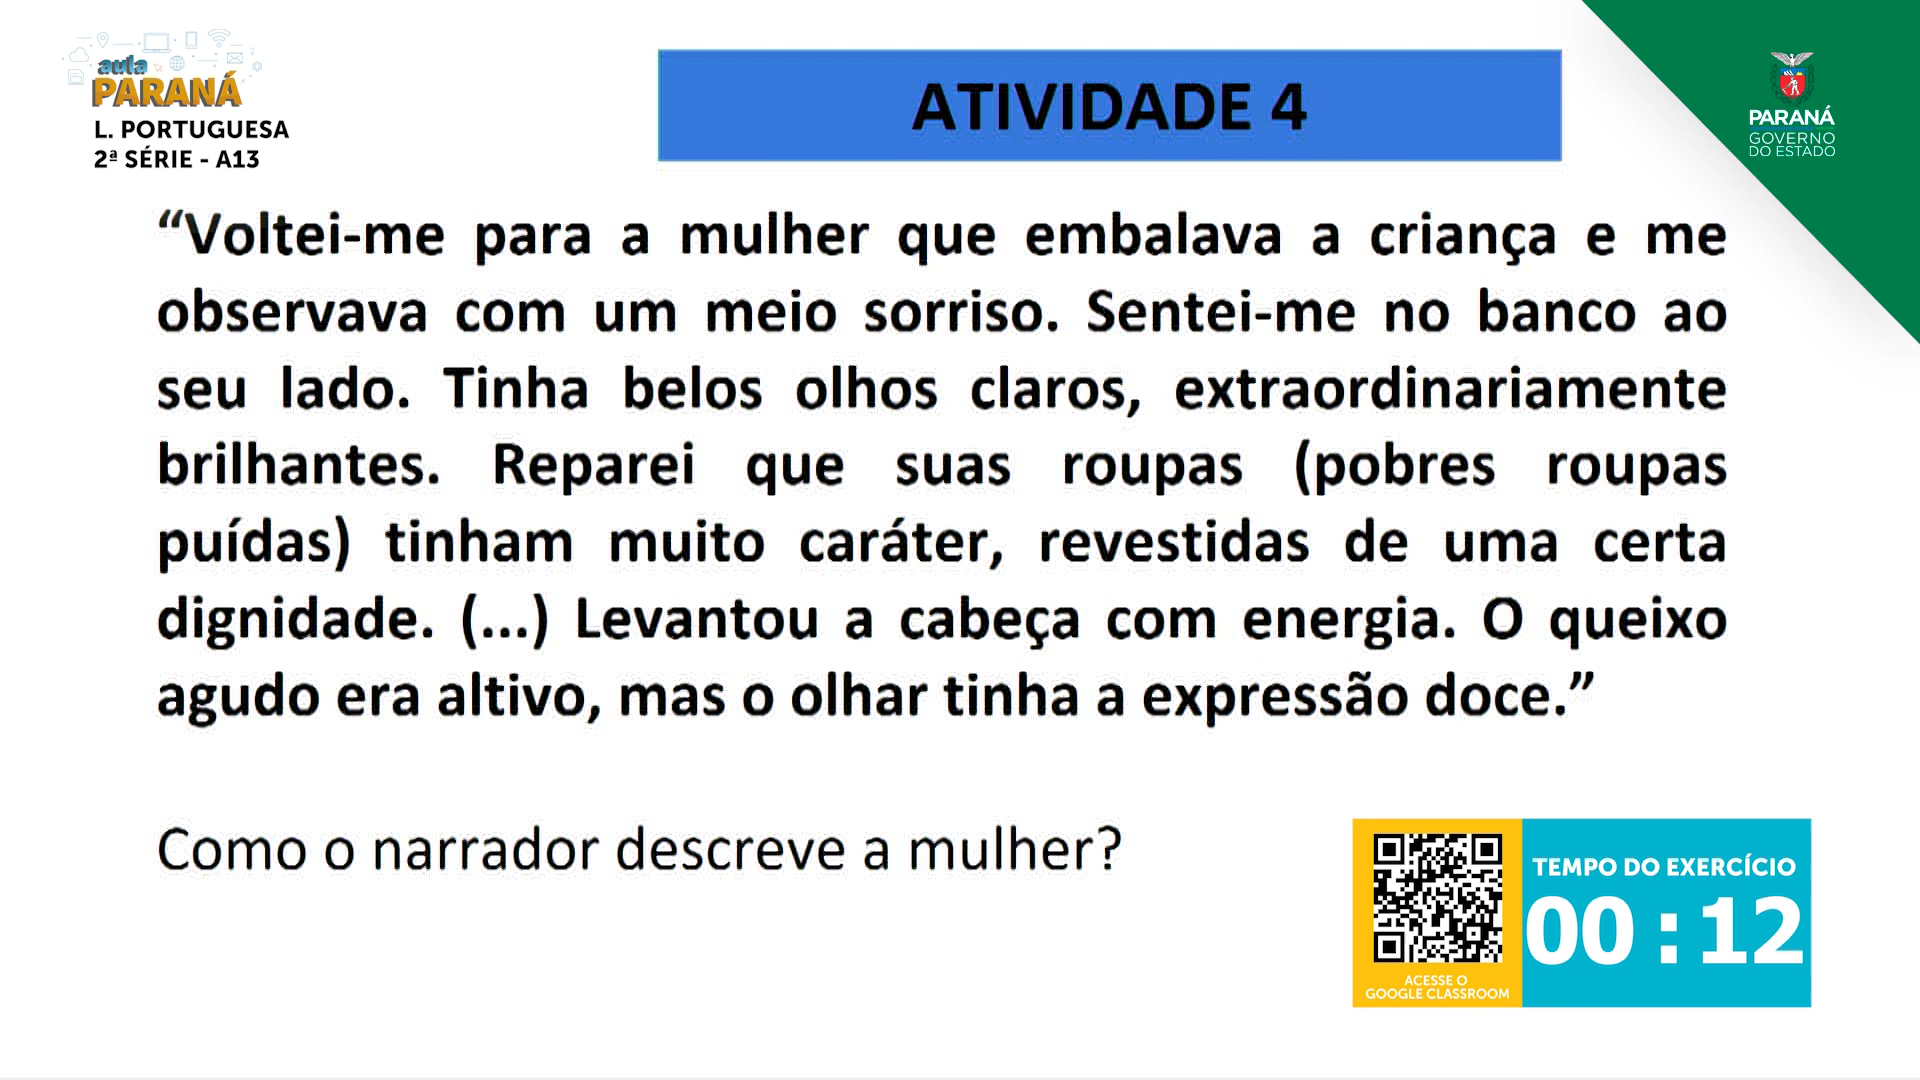 aula
PARANÁ
L. PORTUGUESA
2ª SÉRIE - A13
ATIVIDADE 4
PARANÁ
GOVERNO
DO ESTADO
“Voltei-me para a mulher que embalava a criança e me
observava com um meio sorriso. Sentei-me no banco ao
seu lado. Tinha belos olhos claros, extraordinariamente
brilhantes. Reparei que suas roupas (pobres roupas
puídas) tinham muito caráter, revestidas de uma certa
dignidade. (...) Levantou a cabeça com energia. O queixo
agudo era altivo, mas o olhar tinha a expressão doce.”
Como o narrador descreve a mulher?
ACESSE O
GOOGLE CLASSROOM
TEMPO DO EXERCÍCIO
00 : 12